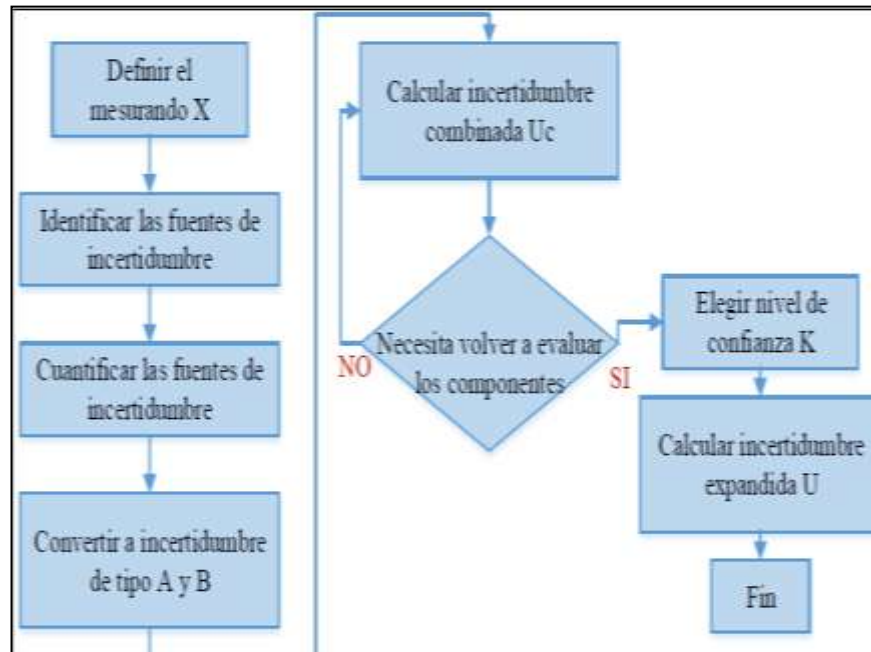 Definir el
mesurando X
Identificar las fuentes de
incertidumbre
Cuantificar las fuentes de
incertidumbre
Convertir a incertidumbre
de tipo A y B
Calcular incertidumbre
combinada Uc
Necesita volver a evaluar
los componentes
NO
SI
Elegir nivel de
confianza K
Calcular incertidumbre
expandida U
Fin